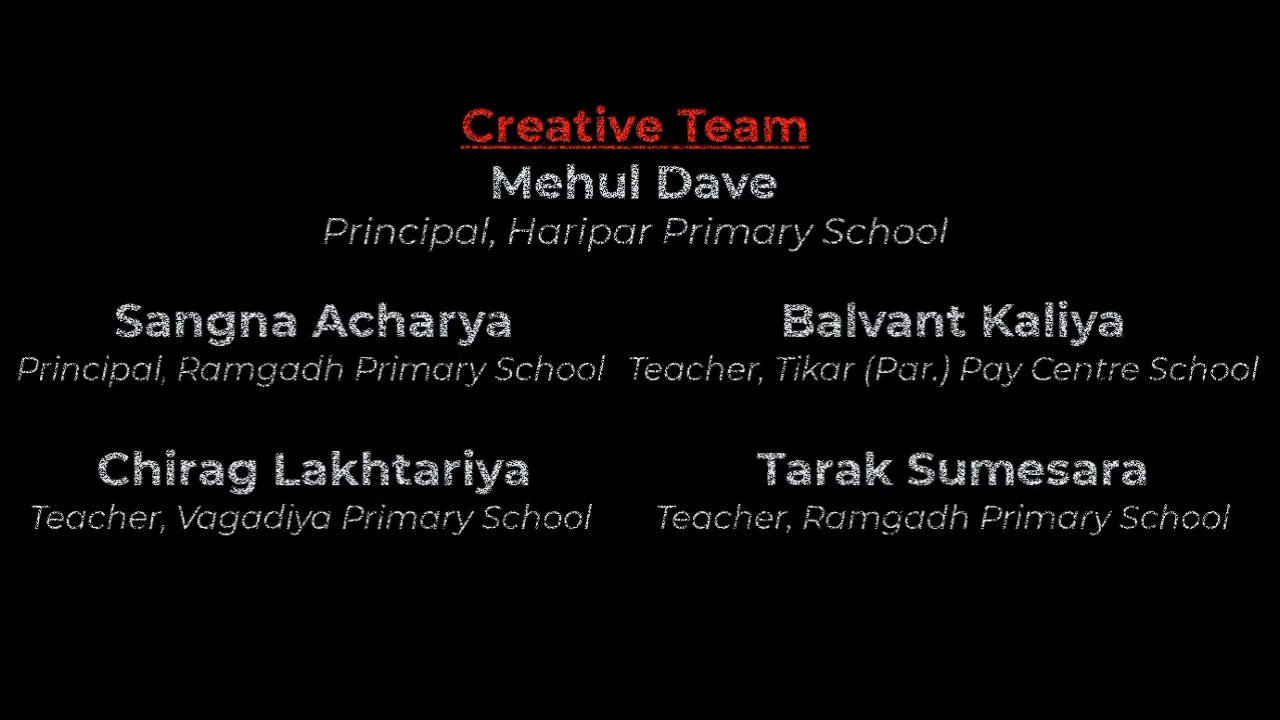 Creative Team
Mehul Dave
Principal, Haripar Primary School
Sangna Acharya
Principal, Ramgadh Primary School
Balvant Kaliya
Teacher, Tikar (Par.) Pay Centre School
Chirag Lakhtariya
Teacher, Vagadiya Primary School
Tarak Sumesara
Teacher, Ramgadh Primary School